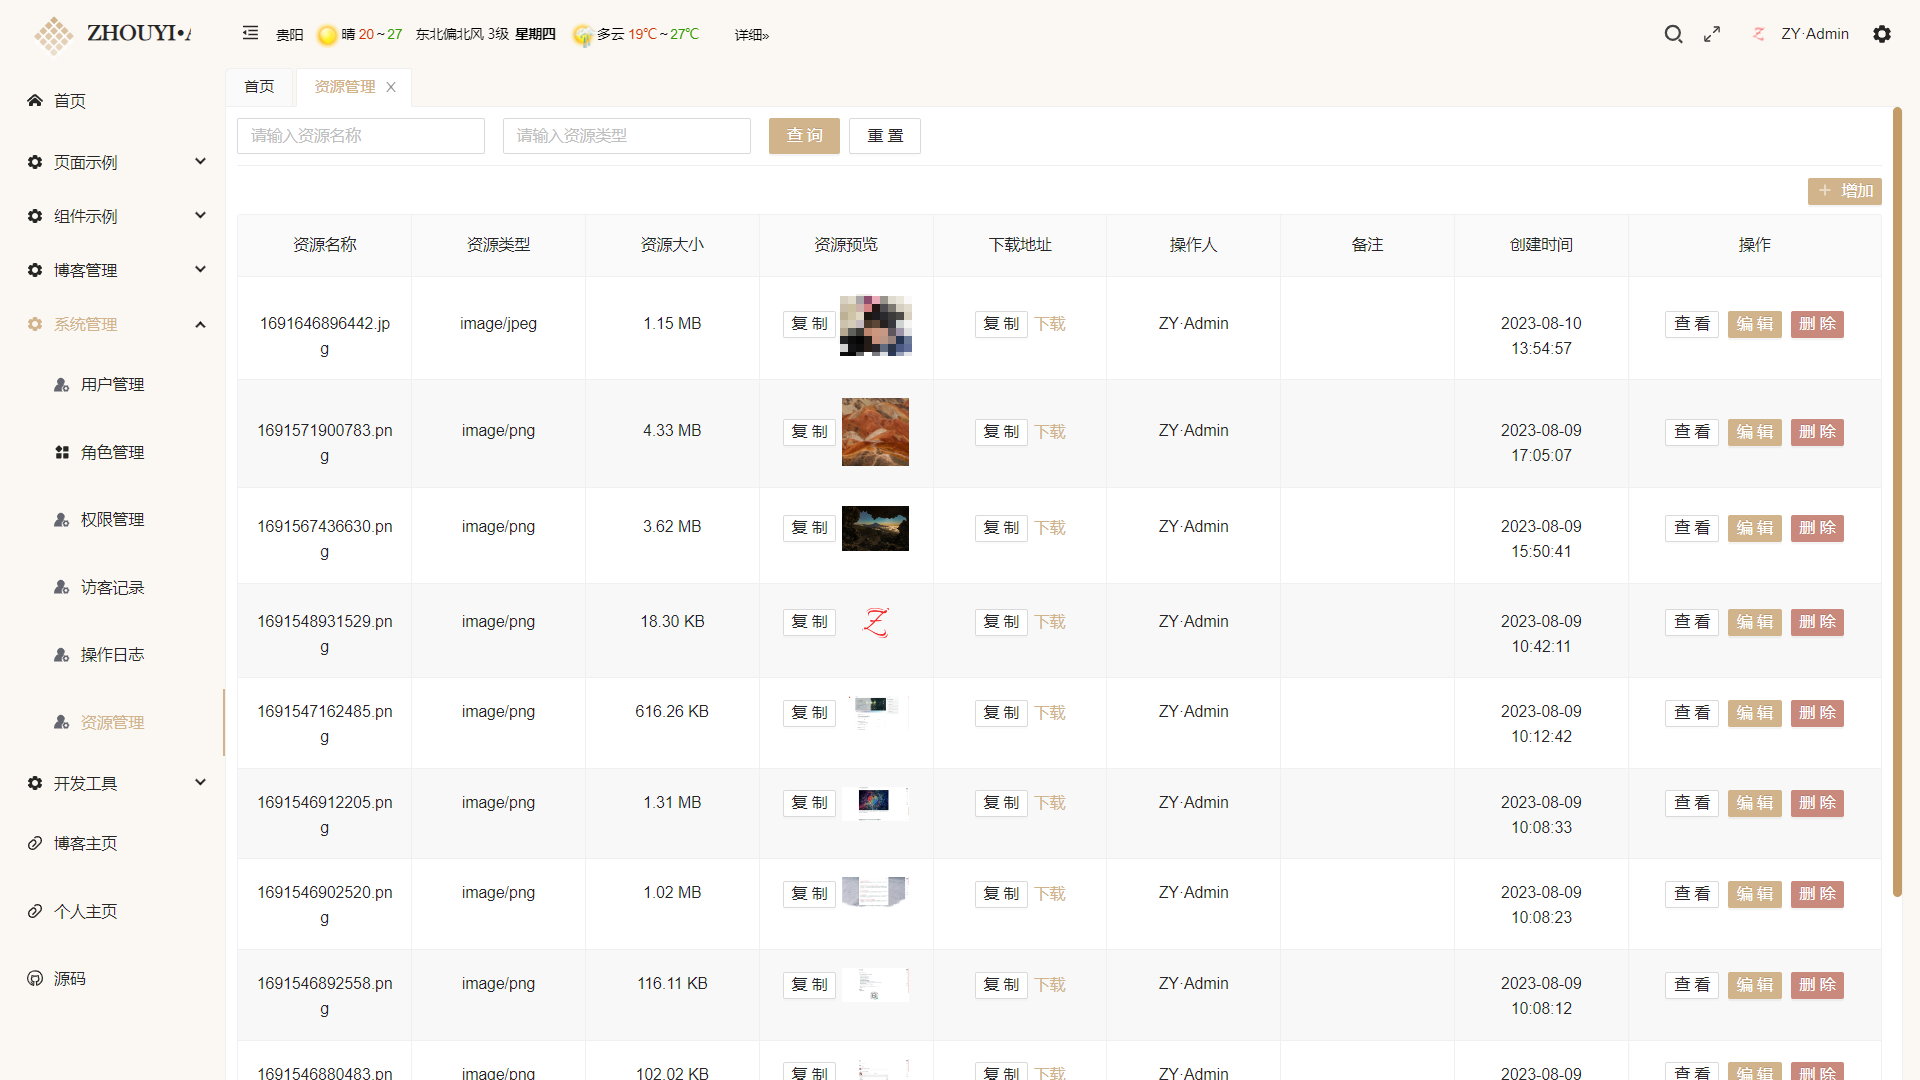 ZHOUYI•
贵阳 晴 20 ~ 27 东北偏北风 3级 星期四 多云 19℃ ~ 27℃ 详细»
ZY·Admin
首页
页面示例
组件示例
博客管理
系统管理
用户管理
角色管理
权限管理
访客记录
操作日志
资源管理
开发工具
博客主页
个人主页
源码
首页 资源管理
请输入资源名称 请输入资源类型 查 询 重 置
+ 增加
资源名称 资源类型 资源大小 资源预览 下载地址 操作人 备注 创建时间 操作
1691646896442.jp
g
image/jpeg 1.15 MB 复 制 复 制 下载 ZY·Admin 2023-08-10
13:54:57
查 看 编 辑 删 除
1691571900783.pn
g
image/png 4.33 MB 复 制 复 制 下载 ZY·Admin 2023-08-09
17:05:07
查 看 编 辑 删 除
1691567436630.pn
g
image/png 3.62 MB 复 制 复 制 下载 ZY·Admin 2023-08-09
15:50:41
查 看 编 辑 删 除
1691548931529.pn
g
image/png 18.30 KB 复 制 复 制 下载 ZY·Admin 2023-08-09
10:42:11
查 看 编 辑 删 除
1691547162485.pn
g
image/png 616.26 KB 复 制 复 制 下载 ZY·Admin 2023-08-09
10:12:42
查 看 编 辑 删 除
1691546912205.pn
g
image/png 1.31 MB 复 制 复 制 下载 ZY·Admin 2023-08-09
10:08:33
查 看 编 辑 删 除
1691546902520.pn
g
image/png 1.02 MB 复 制 复 制 下载 ZY·Admin 2023-08-09
10:08:23
查 看 编 辑 删 除
1691546892558.pn
g
image/png 116.11 KB 复 制 复 制 下载 ZY·Admin 2023-08-09
10:08:12
查 看 编 辑 删 除
1691546880483.pn image/png 102.02 KB 复 制 复 制 下载 ZY·Admin 2023-08-09 查 看 编 辑 删 除